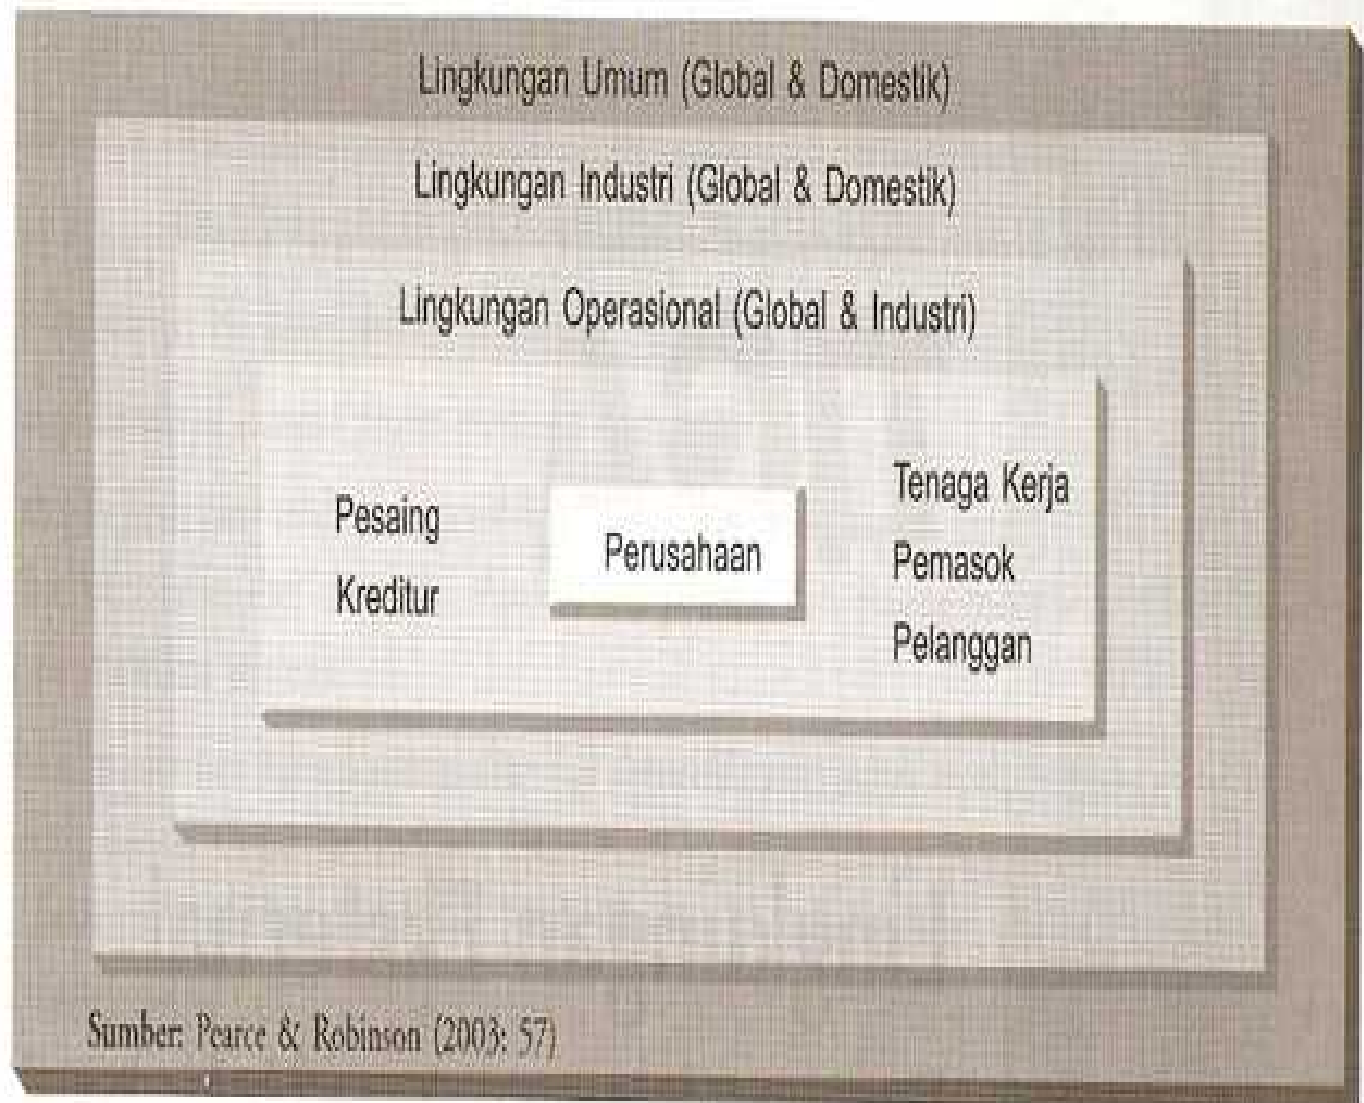 Lingkungan Umum (Global & Domestik)
Lingkungan Industri (Global & Domestik)
Lingkungan Operasional (Global & Industri)
Pesaing
Kreditur
Perusahaan
Tenaga Kerja
Pemasok
Pelanggan
Sumber: Pearce & Robinson (2003: 57)